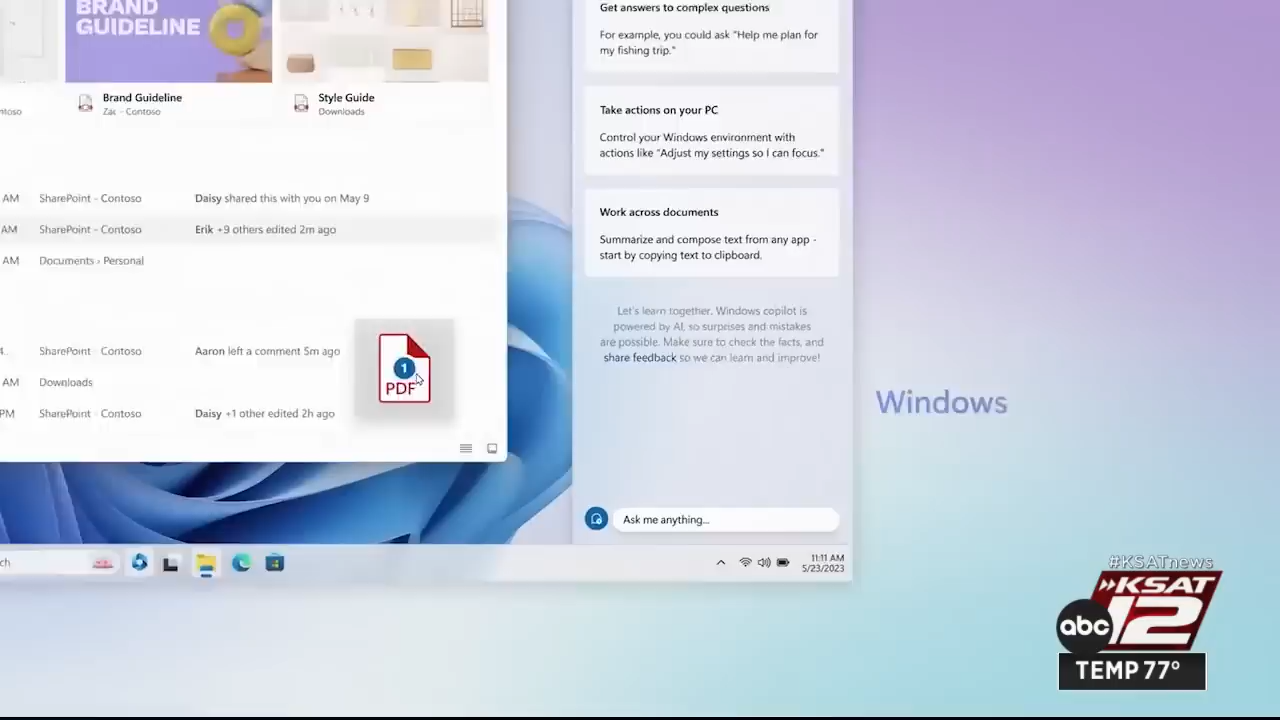 BRAND
GUIDELINE
Brand Guideline
Zac - Contoso
Style Guide
Downloads
AM SharePoint - Contoso Daisy shared this with you on May 9
AM SharePoint - Contoso Erik +9 others edited 2m ago
AM Documents › Personal
SharePoint - Contoso Aaron left a comment 5m ago
AM Downloads
PM SharePoint - Contoso Daisy +1 other edited 2h ago
1
PDF
Get answers to complex questions
For example, you could ask “Help me plan for
my fishing trip.”
Take actions on your PC
Control your Windows environment with
actions like “Adjust my settings so I can focus.”
Work across documents
Summarize and compose text from any app -
start by copying text to clipboard.
Let's learn together. Windows copilot is
powered by AI, so surprises and mistakes
are possible. Make sure to check the facts, and
share feedback so we can learn and improve!
Ask me anything...
11:11 AM
5/23/2023
Windows
#KSATnews
KSAT
abc 12
TEMP 77°